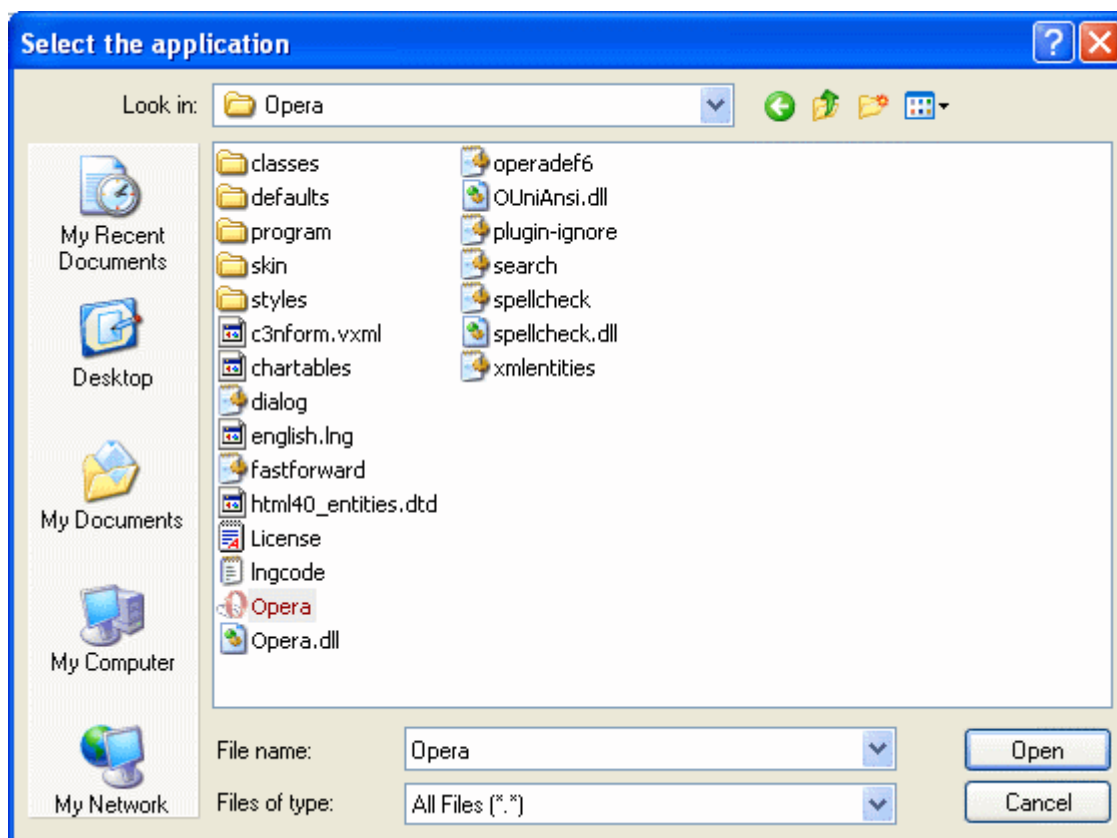 Select the application
Look in:
Opera
My Recent
Documents
Desktop
My Documents
My Computer
My Network
classes
defaults
program
skin
styles
c3nform.vxml
chartables
dialog
english.lng
fastforward
html40_entities.dtd
License
lngcode
Opera
Opera.dll
operadef6
OUniAnsi.dll
plugin-ignore
search
spellcheck
spellcheck.dll
xmlentities
File name:
Opera
Open
Files of type:
All Files (*.*)
Cancel